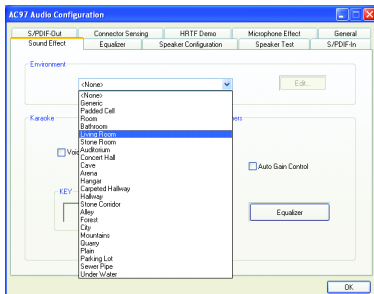 AC97 Audio Configuration
S/PDIF-Out Connector Sensing HRTF Demo Microphone Effect General
Sound Effect Equalizer Speaker Configuration Speaker Test S/PDIF-In
Environment
<None> Edit...
<None>
Generic
Padded Cell
Room
Bathroom
Living Room
Stone Room
Auditorium
Concert Hall
Cave
Arena
Hangar
Carpeted Hallway
Hallway
Stone Corridor
Alley
Forest
City
Mountains
Quarry
Plain
Parking Lot
Sewer Pipe
Under Water
Karaoke
KEY
Auto Gain Control
Equalizer
OK